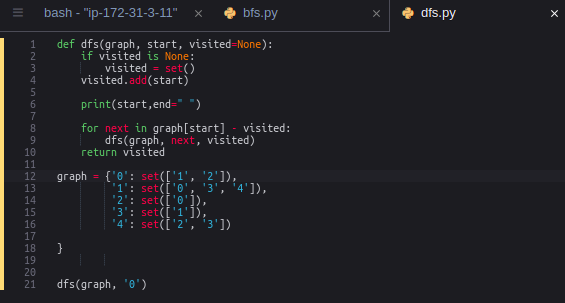 bash - "ip-172-31-3-11" × bfs.py × dfs.py ×
1 def dfs(graph, start, visited=None):
2     if visited is None:
3         visited = set()
4     visited.add(start)
5
6     print(start,end=" ")
7
8     for next in graph[start] - visited:
9         dfs(graph, next, visited)
10     return visited
11
12 graph = {'0': set(['1', '2']),
13          '1': set(['0', '3', '4']),
14          '2': set(['0']),
15          '3': set(['1']),
16          '4': set(['2', '3'])
17
18 }
19
20
21 dfs(graph, '0')